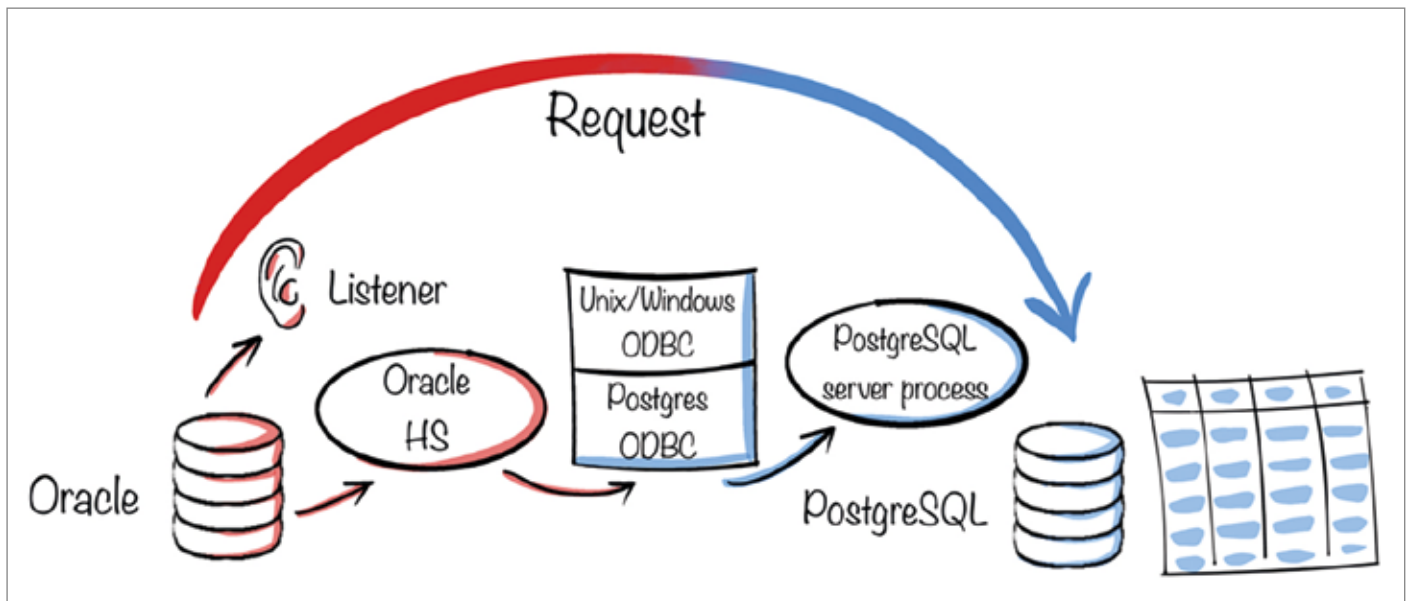 Request
Listener
Oracle
HS
Unix/Windows
ODBC
Postgres
ODBC
PostgreSQL
server process
Oracle
PostgreSQL